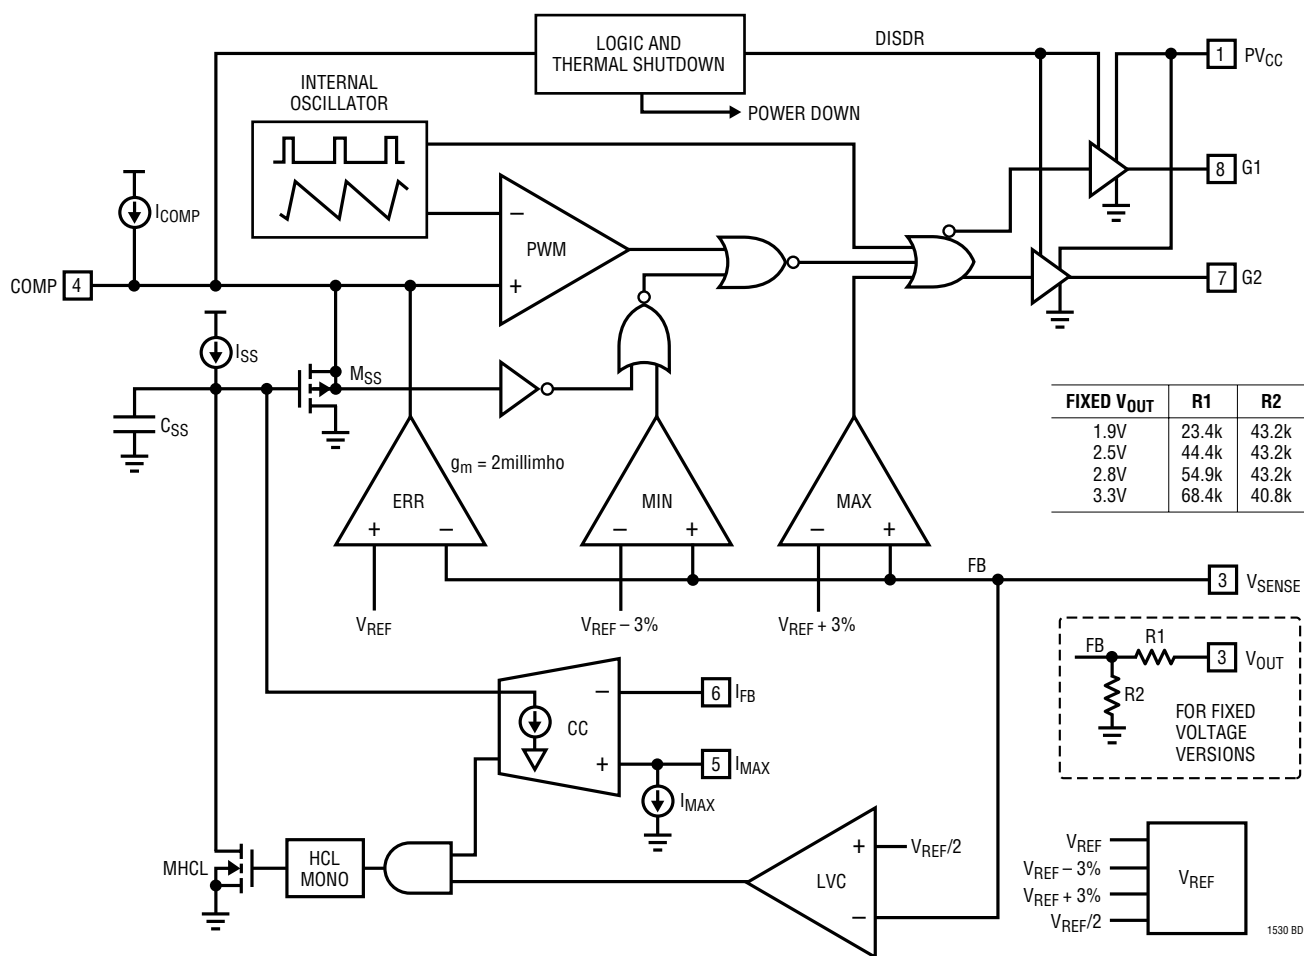 LOGIC AND
THERMAL SHUTDOWN
DISDR
1 PVCC
POWER DOWN
INTERNAL
OSCILLATOR
8 G1
ICOMP
–
PWM
+
COMP 4
7 G2
ISS
MSS
CSS
gm = 2millimho
FIXED VOUT R1 R2
1.9V 23.4k 43.2k
2.5V 44.4k 43.2k
2.8V 54.9k 43.2k
3.3V 68.4k 40.8k
ERR
+ –
MIN
– +
MAX
– +
FB
3 VSENSE
VREF
VREF – 3%
VREF + 3%
FB
R1
3 VOUT
R2
FOR FIXED
VOLTAGE
VERSIONS
–
CC
+
6 IFB
5 IMAX
IMAX
MHCL
HCL
MONO
+
LVC
–
VREF/2
VREF
VREF – 3%
VREF + 3%
VREF/2
VREF
1530 BD